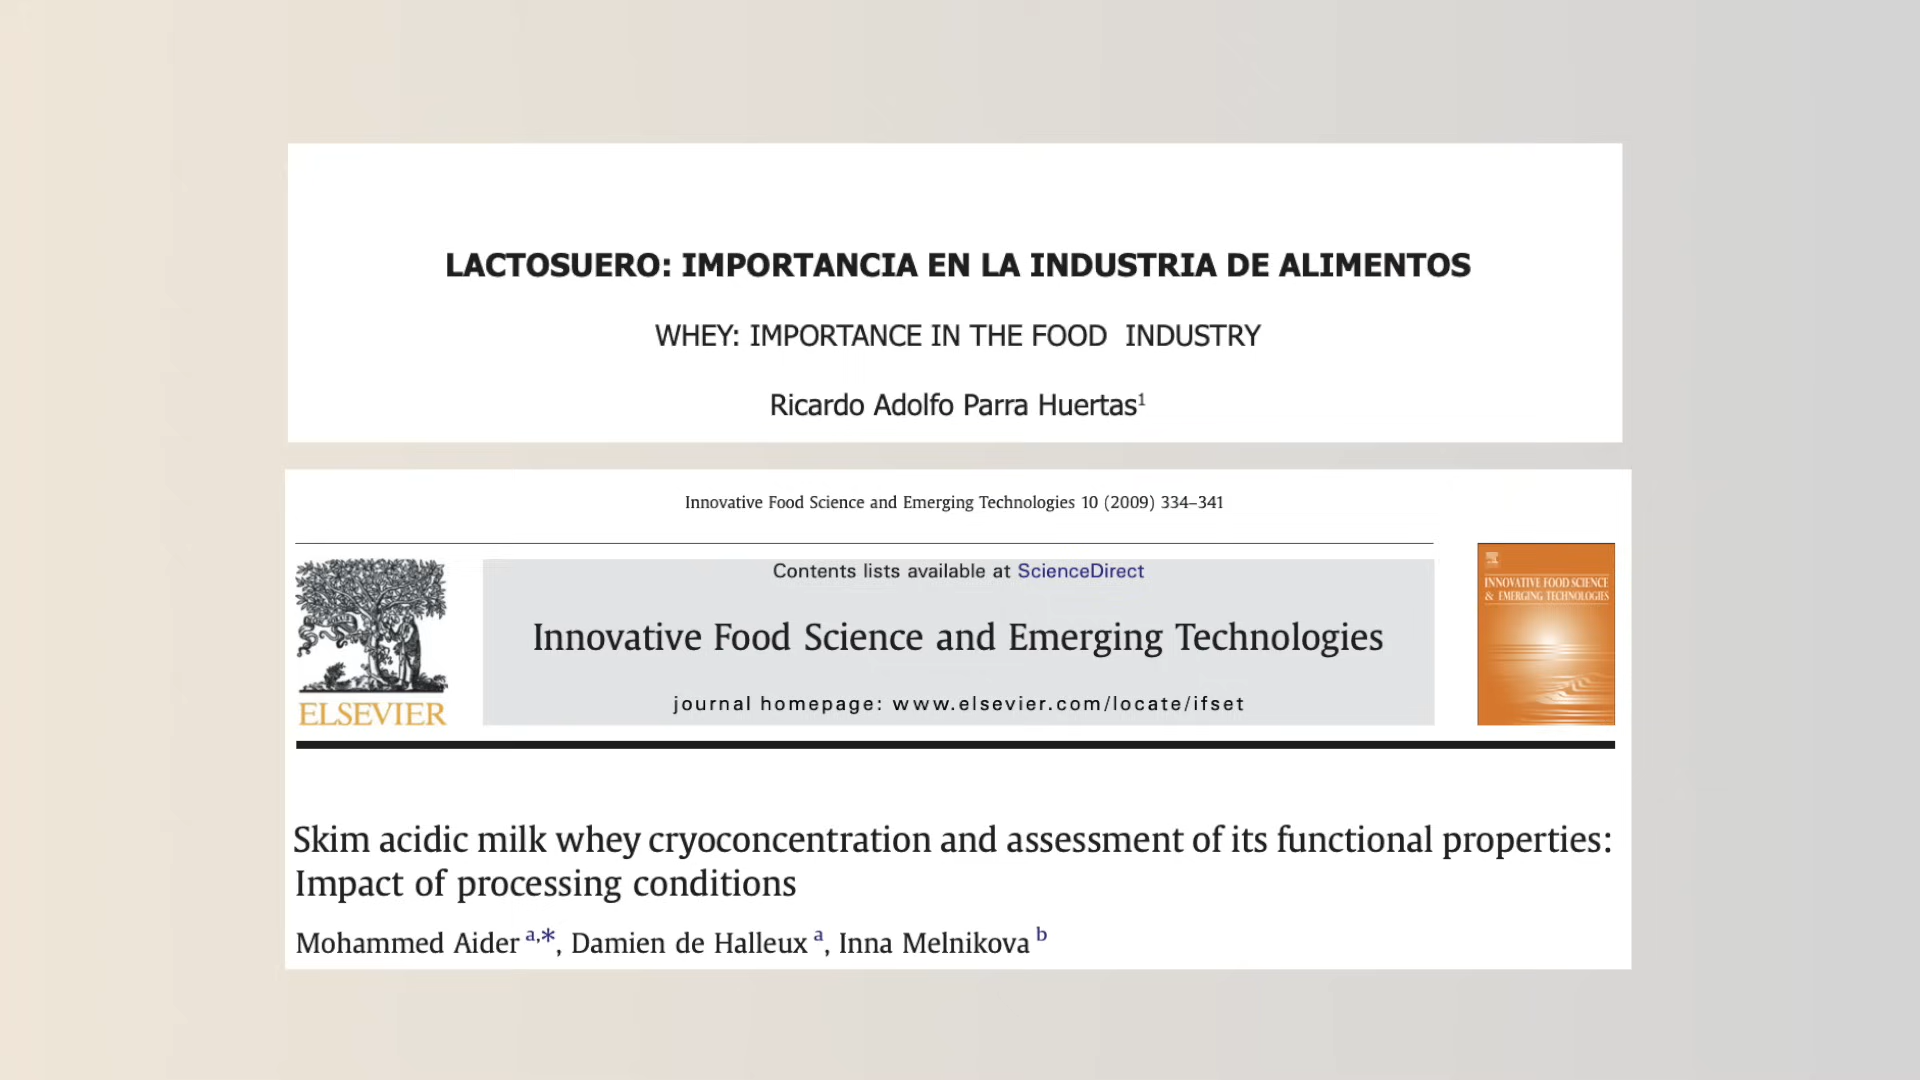 LACTOSUERO: IMPORTANCIA EN LA INDUSTRIA DE ALIMENTOS
WHEY: IMPORTANCE IN THE FOOD INDUSTRY
Ricardo Adolfo Parra Huertas¹
Innovative Food Science and Emerging Technologies 10 (2009) 334–341
Contents lists available at ScienceDirect
Innovative Food Science and Emerging Technologies
journal homepage: www.elsevier.com/locate/ifset
ELSEVIER
INNOVATIVE FOOD SCIENCE
& EMERGING TECHNOLOGIES
Skim acidic milk whey cryoconcentration and assessment of its functional properties:
Impact of processing conditions
Mohammed Aider a,*, Damien de Halleux a, Inna Melnikova b